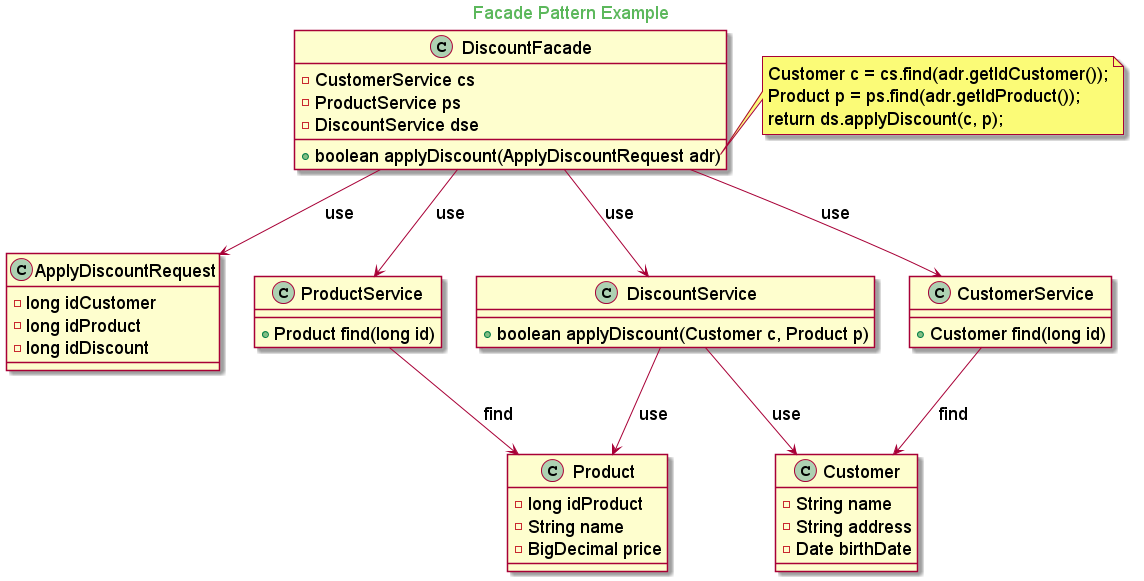 Facade Pattern Example
C DiscountFacade
CustomerService cs
ProductService ps
DiscountService dse
boolean applyDiscount(ApplyDiscountRequest adr)
Customer c = cs.find(adr.getIdCustomer());
Product p = ps.find(adr.getIdProduct());
return ds.applyDiscount(c, p);
use
use
use
use
C ApplyDiscountRequest
long idCustomer
long idProduct
long idDiscount
C ProductService
Product find(long id)
C DiscountService
boolean applyDiscount(Customer c, Product p)
C CustomerService
Customer find(long id)
find
use
use
find
C Product
long idProduct
String name
BigDecimal price
C Customer
String name
String address
Date birthDate